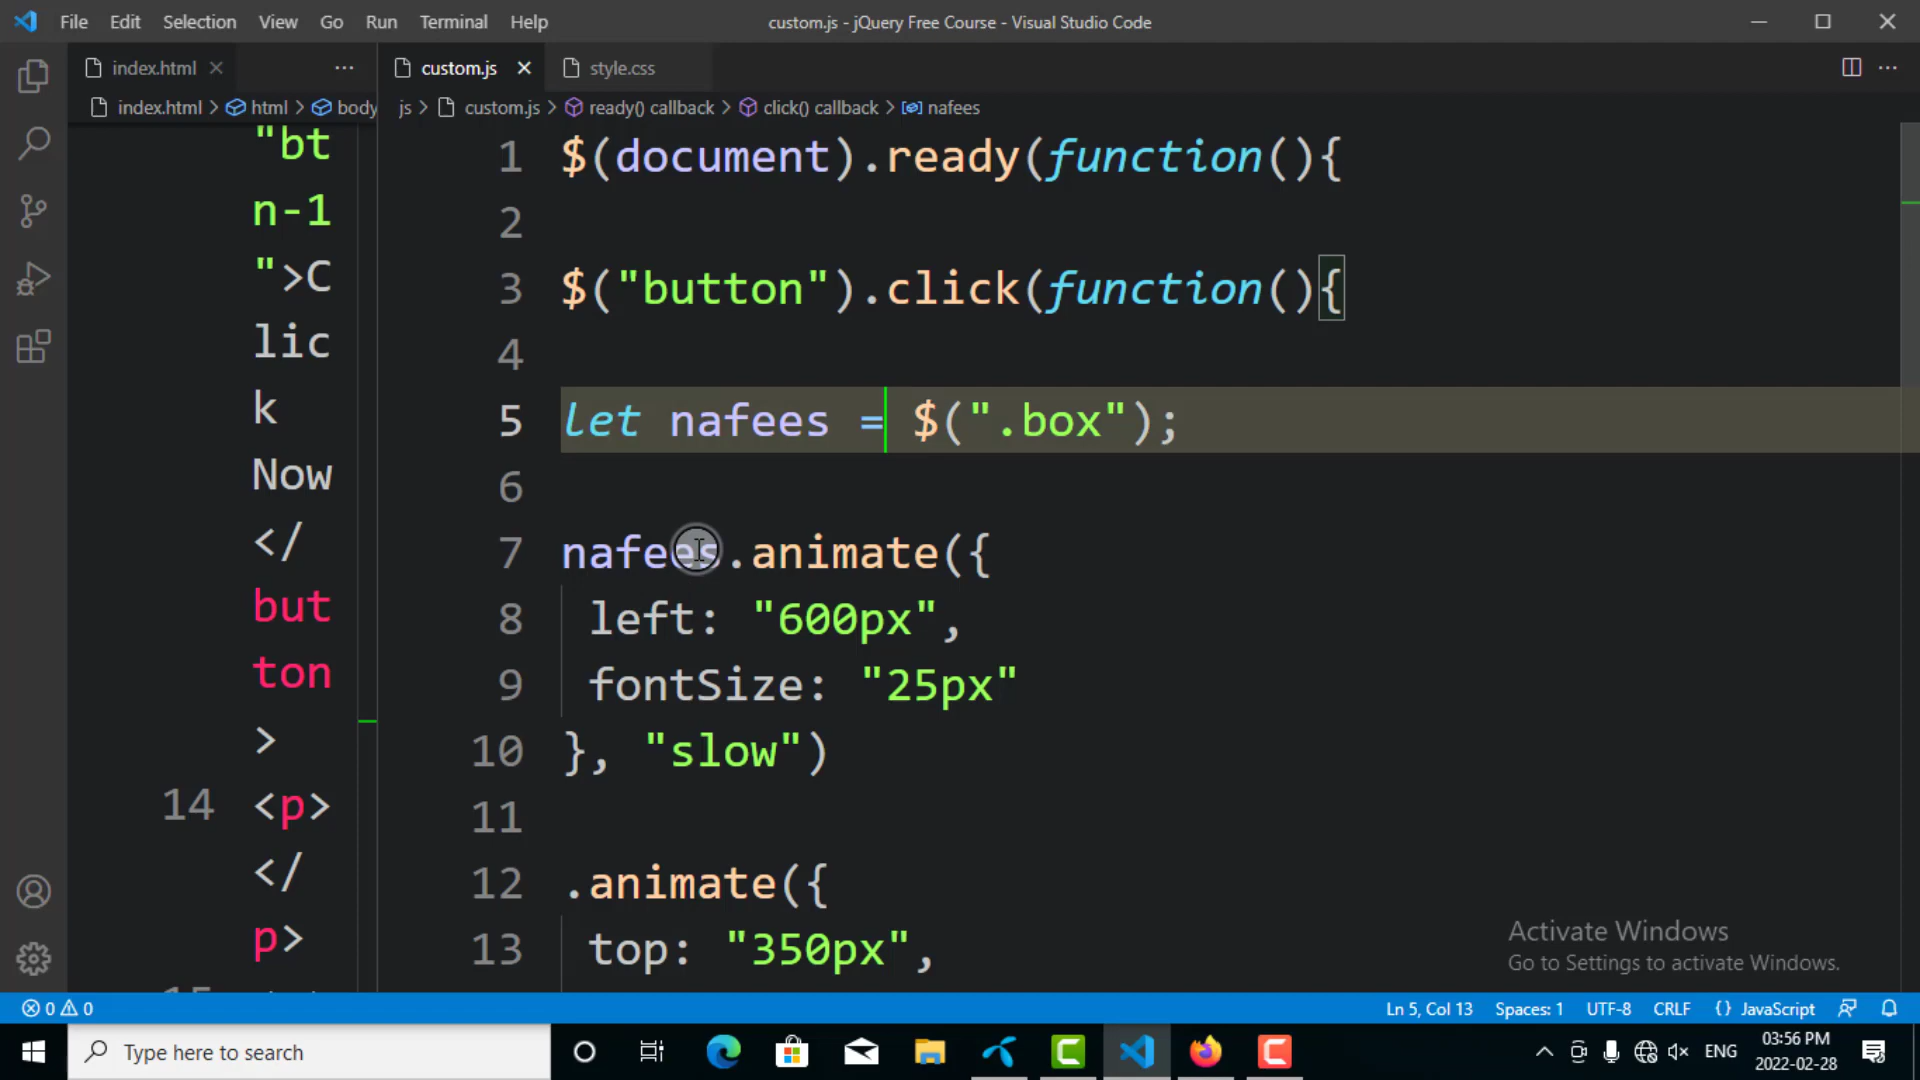 File Edit Selection View Go Run Terminal Help
custom.js - jQuery Free Course - Visual Studio Code
index.html
custom.js
style.css
index.html > html > body
js > custom.js > ready() callback > click() callback > nafees
"bt
n-1
">C
lic
k
Now
</
but
ton
>
14 <p>
</
p>
1 $(document).ready(function(){
2
3 $("button").click(function(){
4
5 let nafees = $(".box");
6
7 nafees.animate({
8 left: "600px",
9 fontSize: "25px"
10 }, "slow")
11
12 .animate({
13 top: "350px",
Activate Windows
Go to Settings to activate Windows.
0 0
Ln 5, Col 13 Spaces: 1 UTF-8 CRLF {} JavaScript
Type here to search
ENG
03:56 PM
2022-02-28